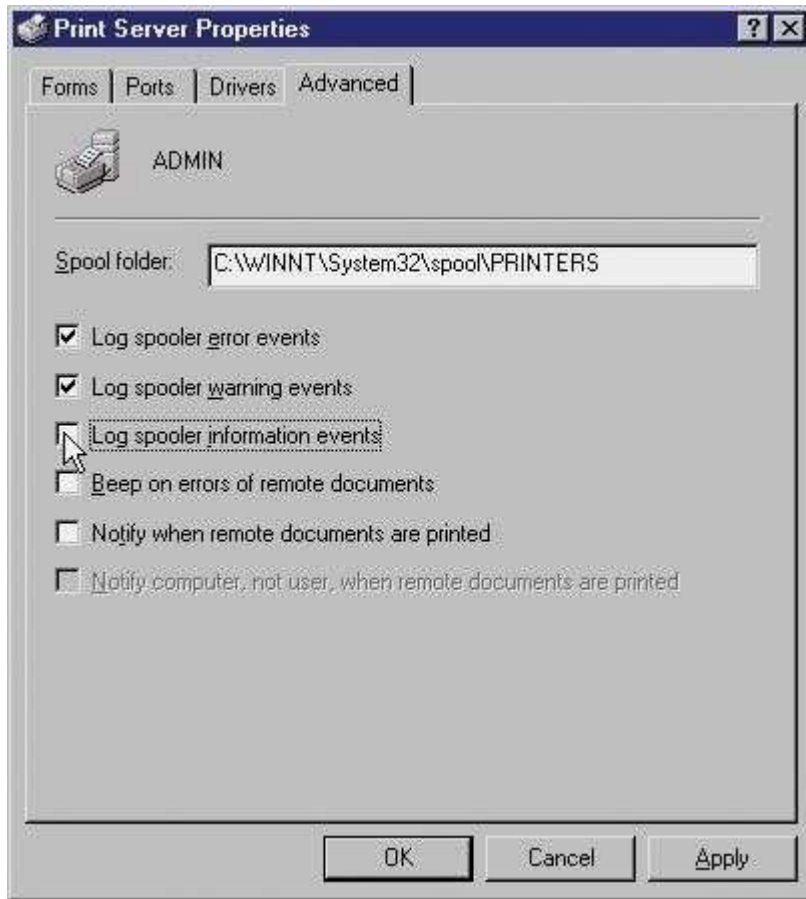 Print Server Properties
Forms Ports Drivers Advanced
ADMIN
Spool folder: C:\WINNT\System32\spool\PRINTERS
Log spooler error events
Log spooler warning events
Log spooler information events
Beep on errors of remote documents
Notify when remote documents are printed
Notify computer, not user, when remote documents are printed
OK Cancel Apply